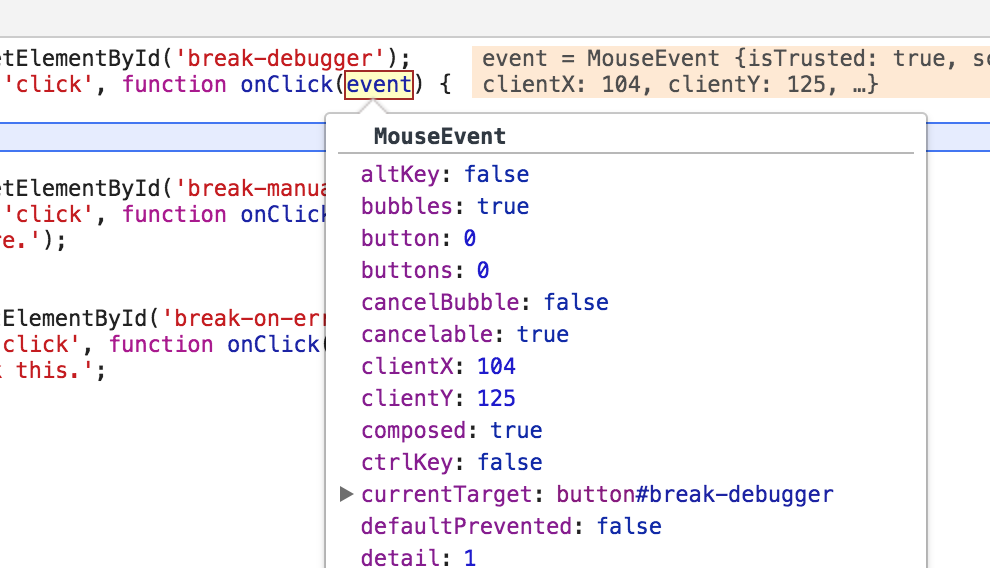 etElementById('break-debugger');
event = MouseEvent {isTrusted: true, sc
'click', function onClick(event) {
clientX: 104, clientY: 125, …}
MouseEvent
altKey: false
etElementById('break-manua
bubbles: true
'click', function onClick
button: 0
re.');
buttons: 0
cancelBubble: false
tElementById('break-on-err
cancelable: true
click', function onClick(
clientX: 104
k this.';
clientY: 125
composed: true
ctrlKey: false
currentTarget: button#break-debugger
defaultPrevented: false
detail: 1